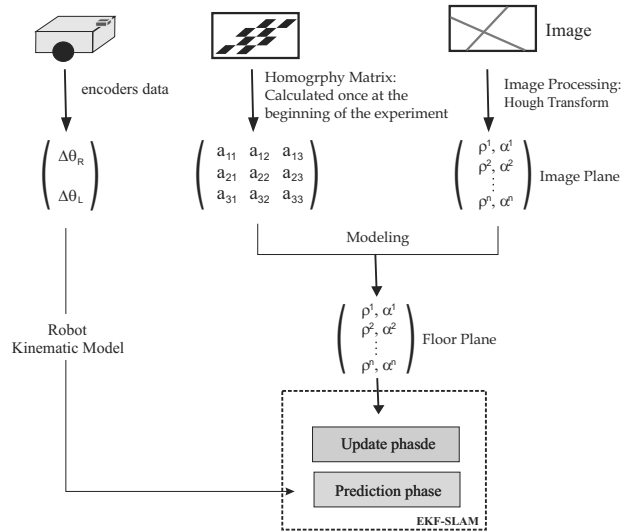 Image
encoders data
Homogrphy Matrix:
Calculated once at the
beginning of the experiment
Image Processing:
Hough Transform
Δθ_R
Δθ_L
a₁₁ a₁₂ a₁₃
a₂₁ a₂₂ a₂₃
a₃₁ a₃₂ a₃₃
ρ¹, α¹
ρ², α²
⋮
ρⁿ, αⁿ
Image Plane
Modeling
Robot
Kinematic Model
ρ¹, α¹
ρ², α²
⋮
ρⁿ, αⁿ
Floor Plane
Update phasde
Prediction phase
EKF-SLAM